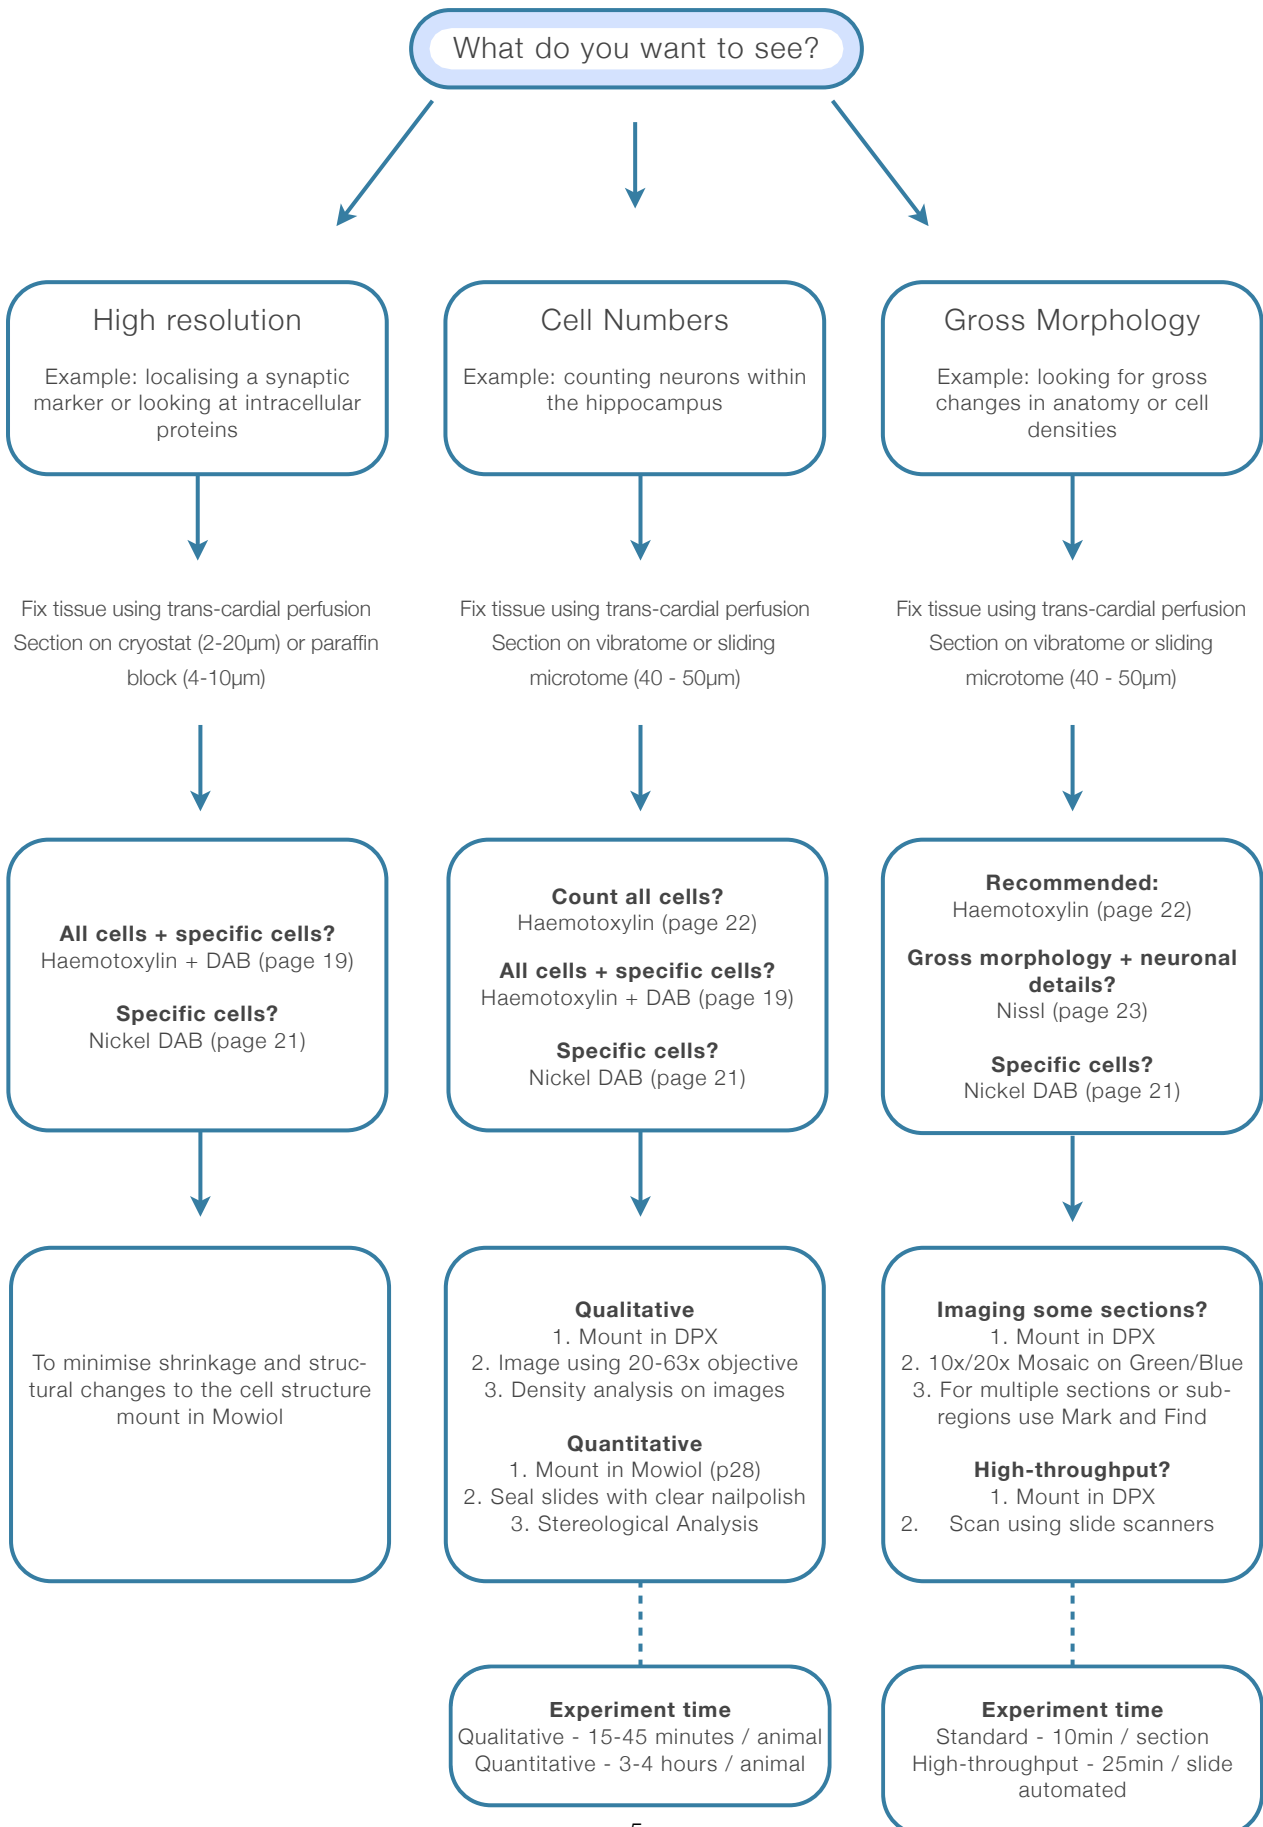 What do you want to see?
High resolution
Example: localising a synaptic
marker or looking at intracellular
proteins
Cell Numbers
Example: counting neurons within
the hippocampus
Gross Morphology
Example: looking for gross
changes in anatomy or cell
densities
Fix tissue using trans-cardial perfusion
Section on cryostat (2-20µm) or paraffin
block (4-10µm)
Fix tissue using trans-cardial perfusion
Section on vibratome or sliding
microtome (40 - 50µm)
Fix tissue using trans-cardial perfusion
Section on vibratome or sliding
microtome (40 - 50µm)
All cells + specific cells?
Haemotoxylin + DAB (page 19)
Specific cells?
Nickel DAB (page 21)
Count all cells?
Haemotoxylin (page 22)
All cells + specific cells?
Haemotoxylin + DAB (page 19)
Specific cells?
Nickel DAB (page 21)
Recommended:
Haemotoxylin (page 22)
Gross morphology + neuronal
details?
Nissl (page 23)
Specific cells?
Nickel DAB (page 21)
To minimise shrinkage and struc-
tural changes to the cell structure
mount in Mowiol
Qualitative
1. Mount in DPX
2. Image using 20-63x objective
3. Density analysis on images
Quantitative
1. Mount in Mowiol (p28)
2. Seal slides with clear nailpolish
3. Stereological Analysis
Imaging some sections?
1. Mount in DPX
2. 10x/20x Mosaic on Green/Blue
3. For multiple sections or sub-
regions use Mark and Find
High-throughput?
1. Mount in DPX
2. Scan using slide scanners
Experiment time
Qualitative - 15-45 minutes / animal
Quantitative - 3-4 hours / animal
Experiment time
Standard - 10min / section
High-throughput - 25min / slide
automated